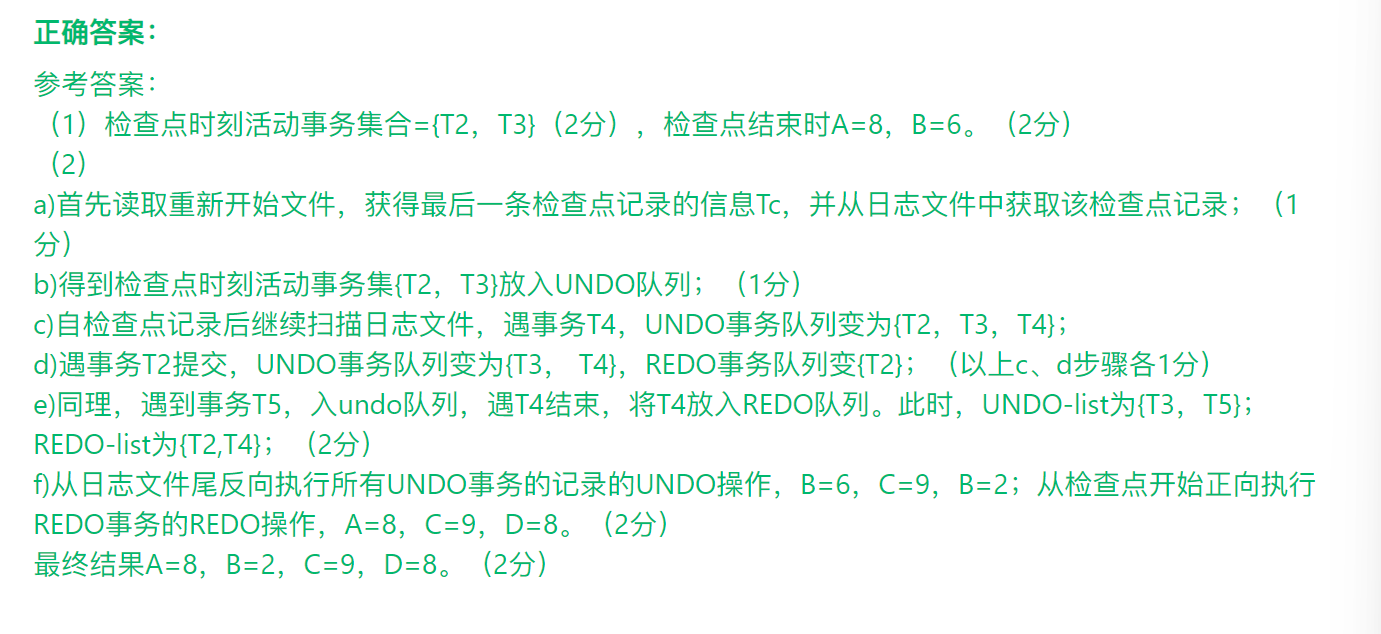 正确答案：
参考答案：
（1）检查点时刻活动事务集合={T2，T3}（2分），检查点结束时A=8，B=6。（2分）
（2）
a)首先读取重新开始文件，获得最后一条检查点记录的信息Tc，并从日志文件中获取该检查点记录；（1
分）
b)得到检查点时刻活动事务集{T2，T3}放入UNDO队列；（1分）
c)自检查点记录后继续扫描日志文件，遇事务T4，UNDO事务队列变为{T2，T3，T4}；
d)遇事务T2提交，UNDO事务队列变为{T3， T4}，REDO事务队列变{T2}；（以上c、d步骤各1分）
e)同理，遇到事务T5，入undo队列，遇T4结束，将T4放入REDO队列。此时，UNDO-list为{T3，T5}；
REDO-list为{T2,T4}；（2分）
f)从日志文件尾反向执行所有UNDO事务的记录的UNDO操作，B=6，C=9，B=2；从检查点开始正向执行
REDO事务的REDO操作，A=8，C=9，D=8。（2分）
最终结果A=8，B=2，C=9，D=8。（2分）